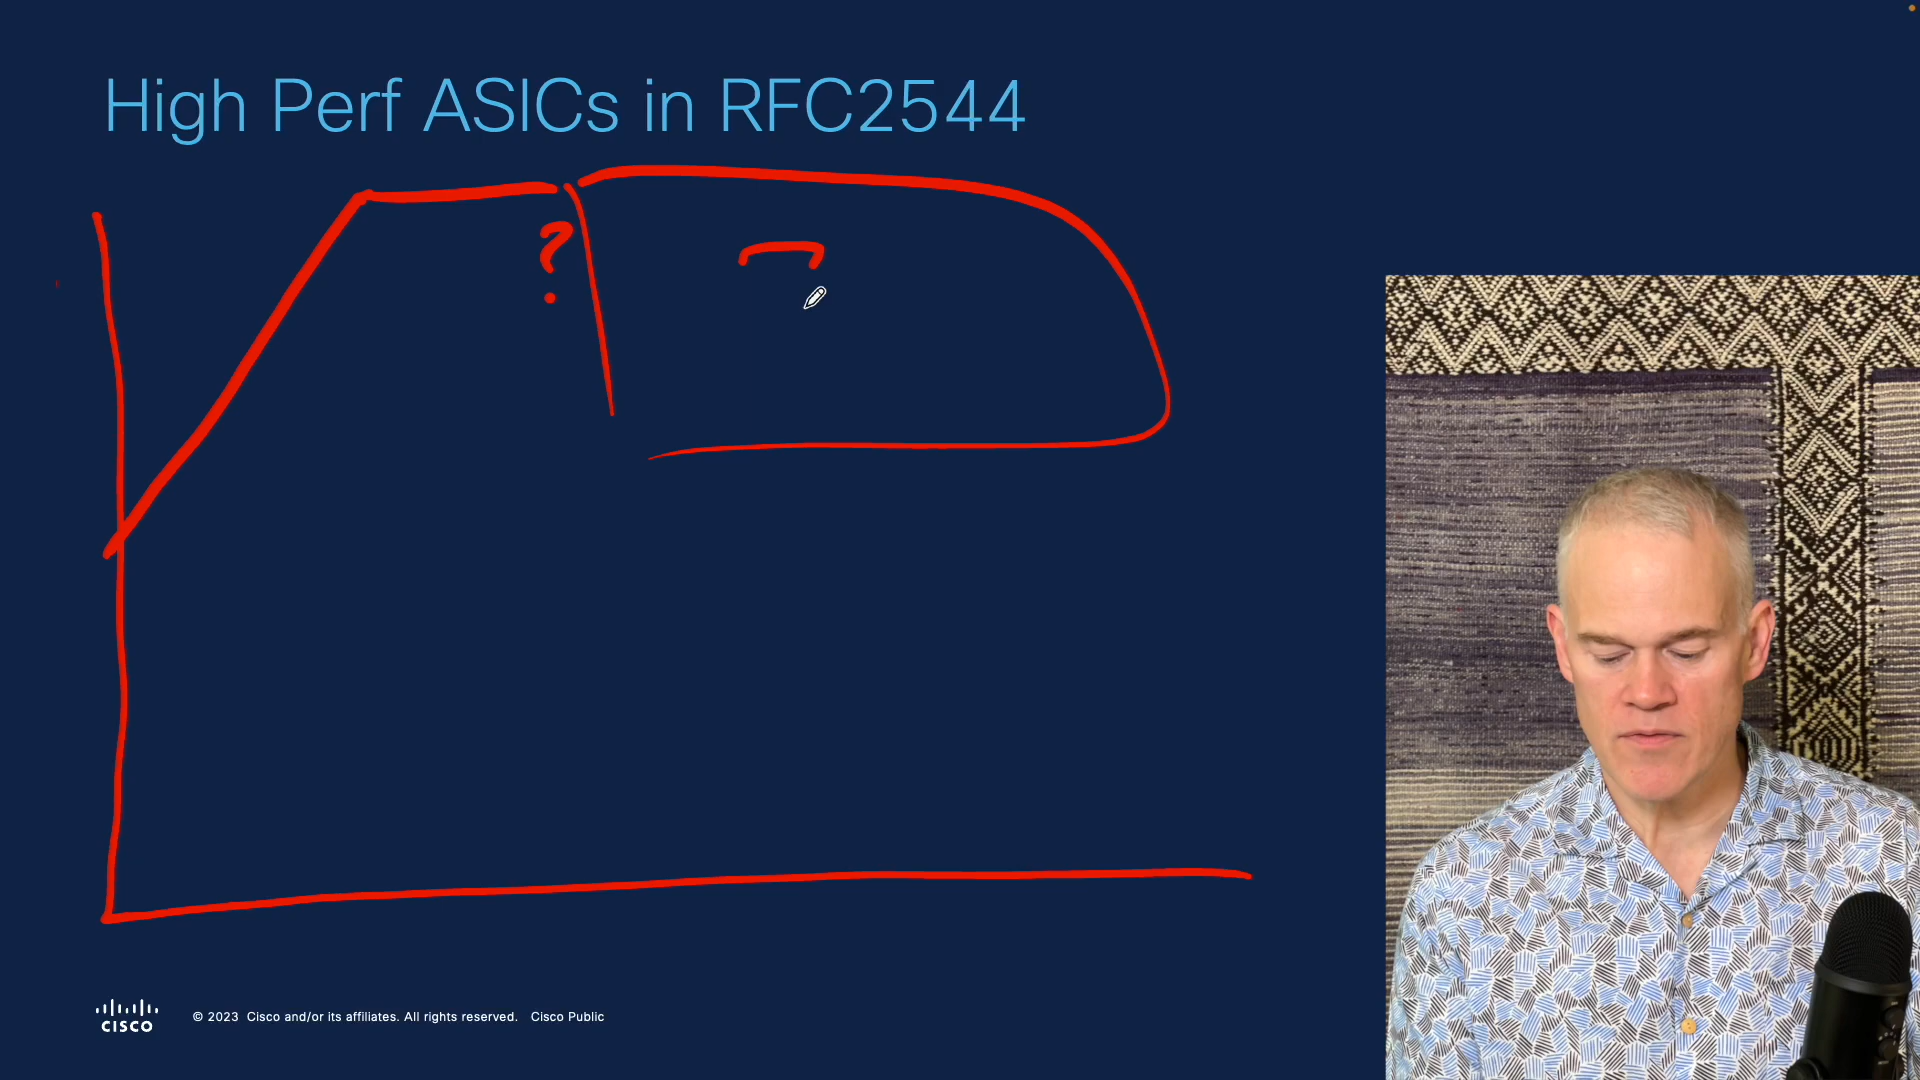 High Perf ASICs in RFC2544
?
CISCO
© 2023 Cisco and/or its affiliates. All rights reserved. Cisco Public